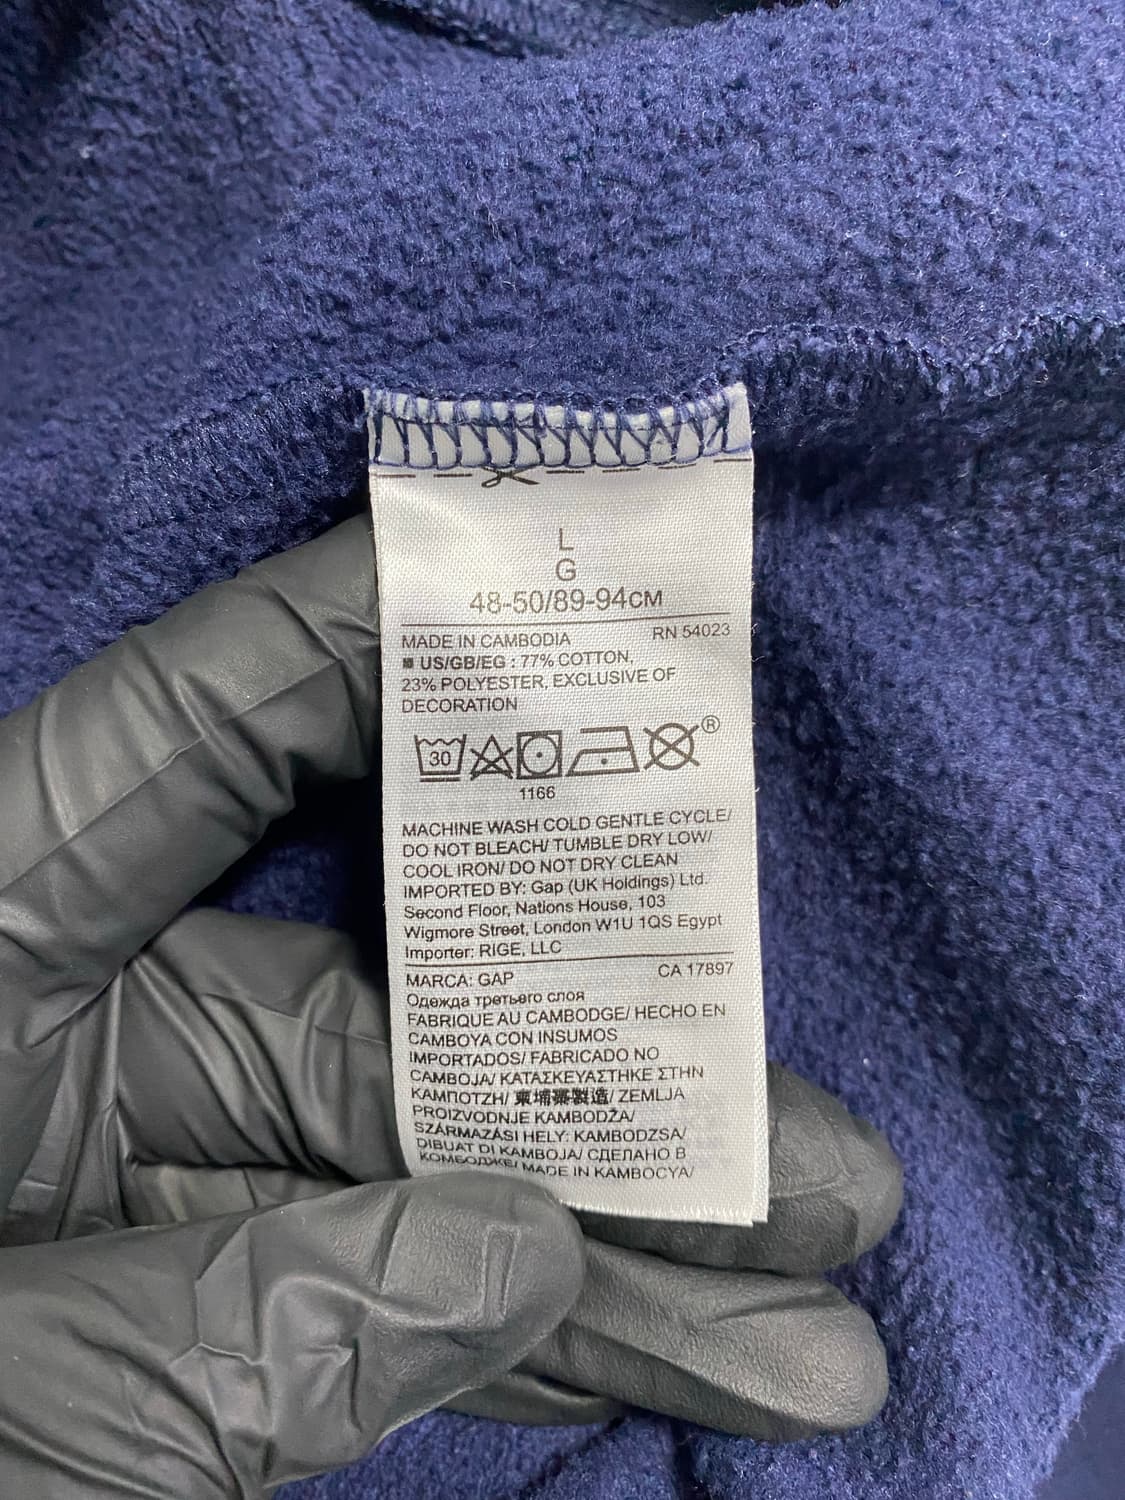 L
G
48-50/89-94см
MADE IN CAMBODIA RN 54023
■ US/GB/EG : 77% COTTON,
23% POLYESTER, EXCLUSIVE OF
DECORATION
30 ®
1166
MACHINE WASH COLD GENTLE CYCLE/
DO NOT BLEACH/ TUMBLE DRY LOW/
COOL IRON/ DO NOT DRY CLEAN
IMPORTED BY: Gap (UK Holdings) Ltd.
Second Floor, Nations House, 103
Wigmore Street, London W1U 1QS Egypt
Importer: RIGE, LLC
MARCA: GAP CA 17897
Одежда третьего слоя
FABRIQUE AU CAMBODGE/ HECHO EN
CAMBOYA CON INSUMOS
IMPORTADOS/ FABRICADO NO
CAMBOJA/ ΚΑΤΑΣΚΕΥΑΣΤΗΚΕ ΣΤΗΝ
ΚΑΜΠΟΤΖΗ/ 柬埔寨製造/ ZEMLJA
PROIZVODNJE KAMBODŽA/
SZÁRMAZÁSI HELY: KAMBODZSA/
DIBUAT DI KAMBOJA/ СДЕЛАНО В
КОМБОДЖЕ/ MADE IN KAMBOÇYA/